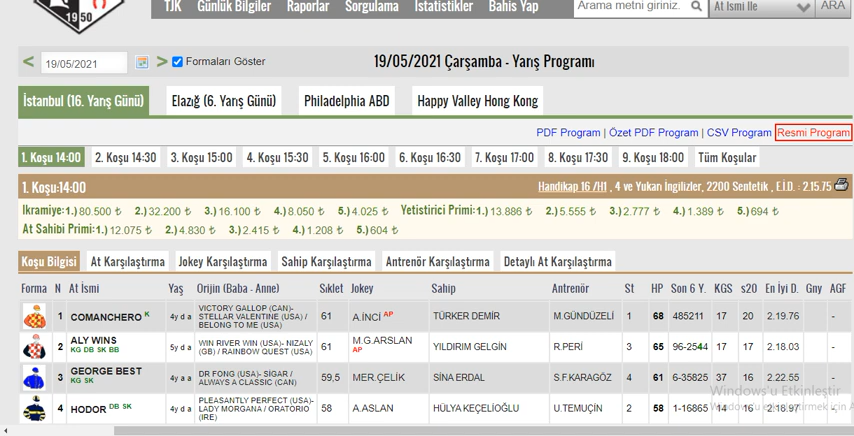 1950
TJK Günlük Bilgiler Raporlar Sorgulama İstatistikler Bahis Yap
Arama metni giriniz. At İsmi İle ARA
< 19/05/2021 > Formaları Göster 19/05/2021 Çarşamba - Yarış Programı
İstanbul (16. Yarış Günü) Elazığ (6. Yarış Günü) Philadelphia ABD Happy Valley Hong Kong
PDF Program | Özet PDF Program | CSV Program Resmi Program
1. Koşu 14:00 2. Koşu 14:30 3. Koşu 15:00 4. Koşu 15:30 5. Koşu 16:00 6. Koşu 16:30 7. Koşu 17:00 8. Koşu 17:30 9. Koşu 18:00 Tüm Koşular
1. Koşu:14:00 Handikap 16 /H1 , 4 ve Yukarı İngilizler, 2200 Sentetik , E.İ.D. : 2.15.75
Ikramiye:1.) 80.500 ₺ 2.) 32.200 ₺ 3.) 16.100 ₺ 4.) 8.050 ₺ 5.) 4.025 ₺ Yetistirici Primi:1.) 13.886 ₺ 2.) 5.555 ₺ 3.) 2.777 ₺ 4.) 1.389 ₺ 5.) 694 ₺
At Sahibi Primi:1.) 12.075 ₺ 2.) 4.830 ₺ 3.) 2.415 ₺ 4.) 1.208 ₺ 5.) 604 ₺
Koşu Bilgisi At Karşılaştırma Jokey Karşılaştırma Sahip Karşılaştırma Antrenör Karşılaştırma Detaylı At Karşılaştırma
Forma N At İsmi Yaş Orijin (Baba - Anne) Sıklet Jokey Sahip Antrenör St HP Son 6 Y. KGS s20 En İyi D. Gny AGF
1 COMANCHERO K 4y d a VICTORY GALLOP (CAN)- STELLAR VALENTINE (USA) / BELONG TO ME (USA) 61 A.İNCİ AP TÜRKER DEMİR M.GÜNDÜZELİ 1 68 485211 17 20 2.19.76 -
2 ALY WINS KG DB SK BB 5y d a WIN RIVER WIN (USA)- NIZALY (GB) / RAINBOW QUEST (USA) 61 M.G.ARSLAN AP YILDIRIM GELGİN R.PERİ 3 65 96-2544 17 17 2.18.03 -
3 GEORGE BEST KG SK 4y a a DR FONG (USA)- SİGAR / ALWAYS A CLASSIC (CAN) 59,5 MER.ÇELİK SİNA ERDAL S.F.KARAGÖZ 4 61 6-35825 37 16 2.22.55 -
4 HODOR DB SK 4y d a PLEASANTLY PERFECT (USA)- LADY MORGANA / ORATORIO (IRE) 58 A.ASLAN HÜLYA KEÇELİOĞLU U.TEMUÇİN 2 58 1-16865 14 16 2.18.97 -
Windows'u Etkinleştir
Windows'u etkinleştirmek için A